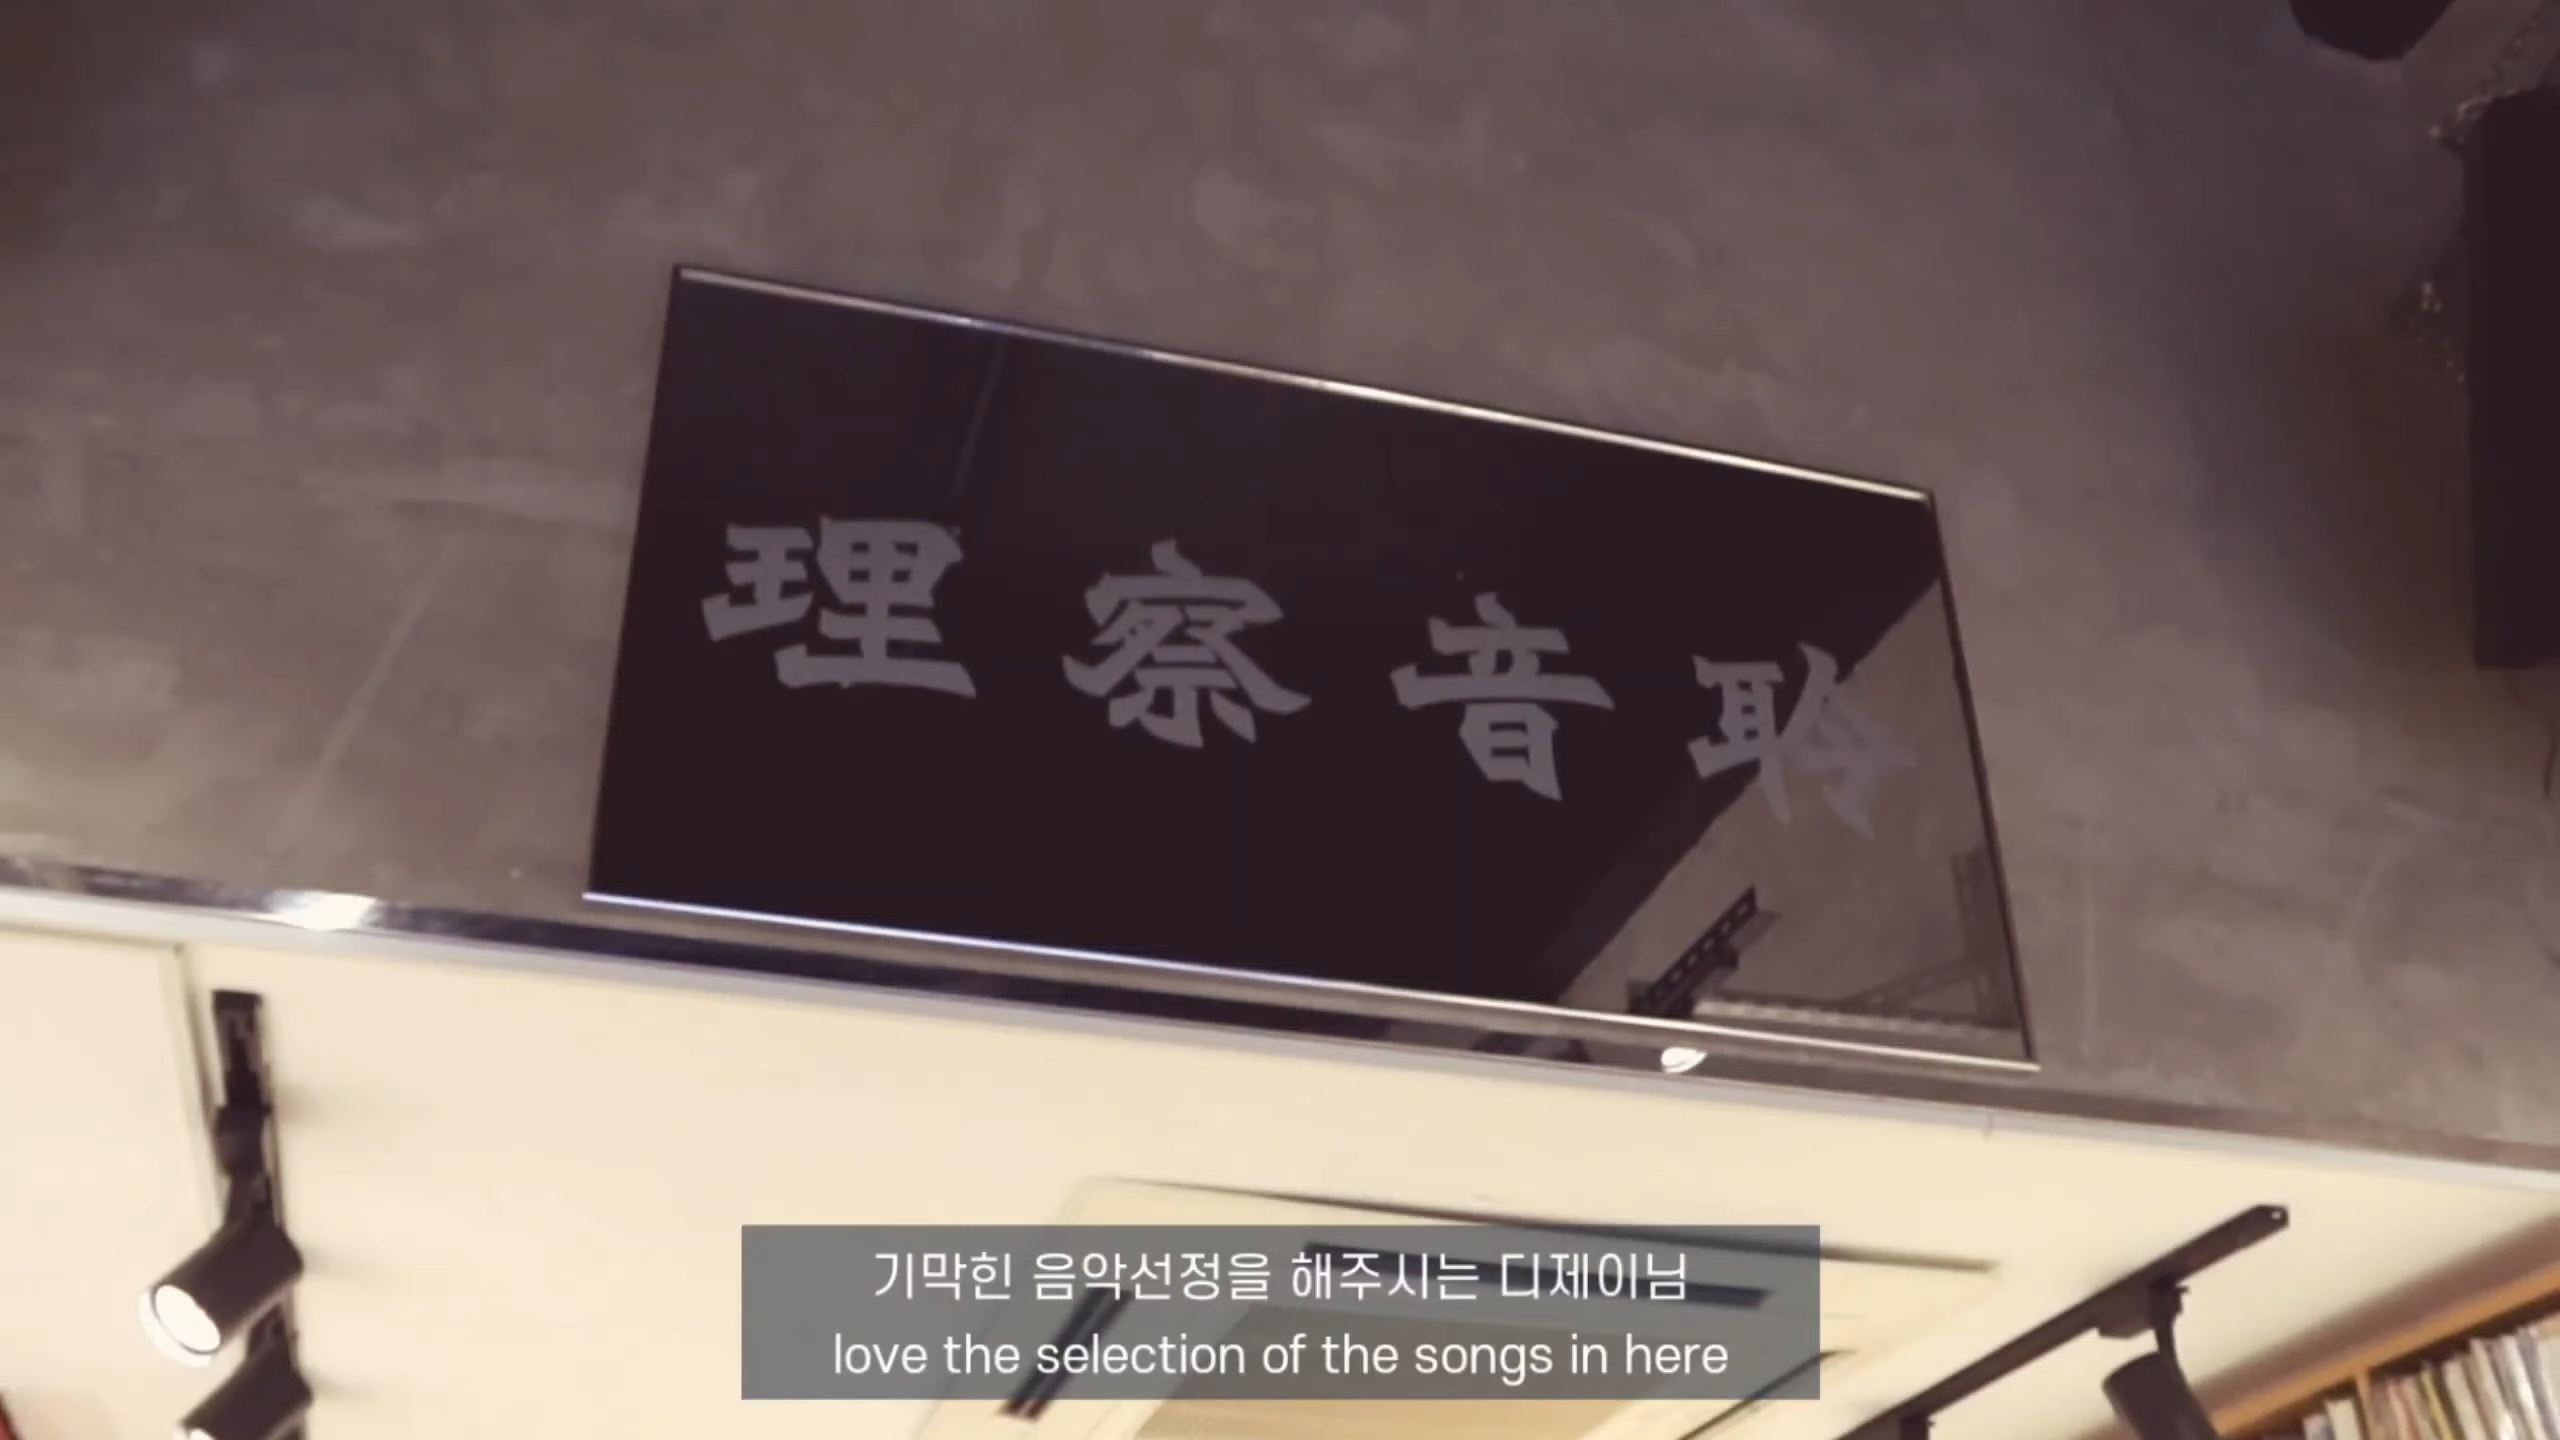 理察音聆
기막힌 음악선정을 해주시는 디제이님
love the selection of the songs in here